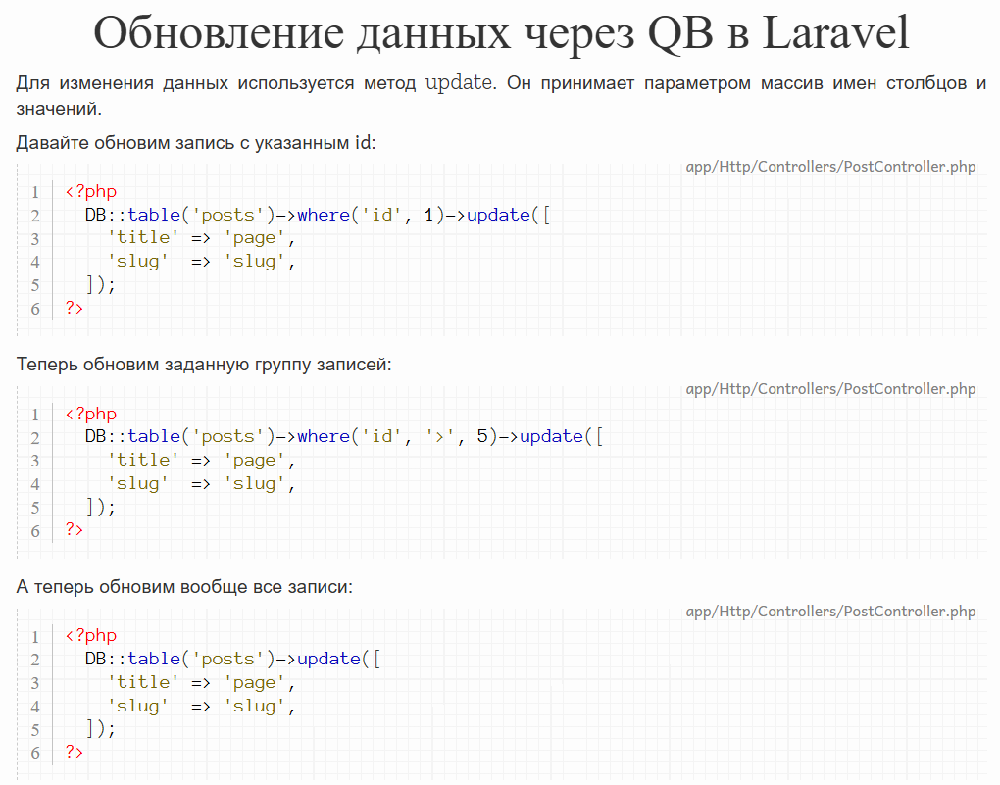 Обновление данных через QB в Laravel
Для изменения данных используется метод update. Он принимает параметром массив имен столбцов и
значений.
Давайте обновим запись с указанным id:
app/Http/Controllers/PostController.php
1 <?php
2   DB::table('posts')->where('id', 1)->update([
3     'title' => 'page',
4     'slug'  => 'slug',
5   ]);
6 ?>
Теперь обновим заданную группу записей:
app/Http/Controllers/PostController.php
1 <?php
2   DB::table('posts')->where('id', '>', 5)->update([
3     'title' => 'page',
4     'slug'  => 'slug',
5   ]);
6 ?>
А теперь обновим вообще все записи:
app/Http/Controllers/PostController.php
1 <?php
2   DB::table('posts')->update([
3     'title' => 'page',
4     'slug'  => 'slug',
5   ]);
6 ?>